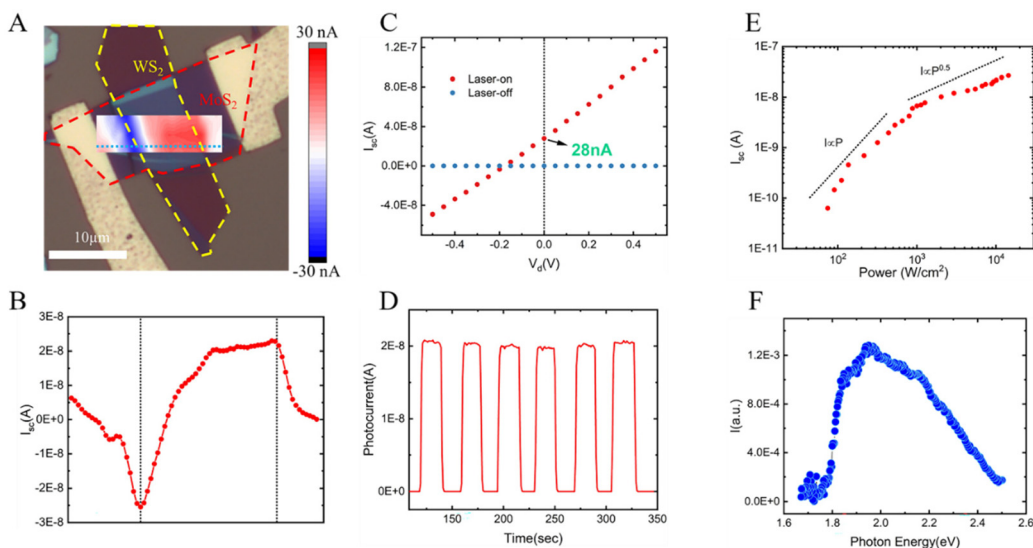 A
30 nA
WS₂
MoS₂
10μm
-30 nA
B
3E-8
2E-8
1E-8
0E+0
-1E-8
-2E-8
-3E-8
I_sc(A)
C
1.2E-7
8.0E-8
4.0E-8
0.0E+0
-4.0E-8
I_sc(A)
Laser-on
Laser-off
28nA
-0.4
-0.2
0.0
0.2
0.4
V_d(V)
D
2E-8
1E-8
0E+0
Photocurrent(A)
150
200
250
300
350
Time(sec)
E
1E-7
1E-8
1E-9
1E-10
1E-11
I_sc (A)
I∝P^0.5
I∝P
10²
10³
10⁴
Power (W/cm²)
F
1.2E-3
8.0E-4
4.0E-4
0.0E+0
I(a.u.)
1.6
1.8
2.0
2.2
2.4
2.6
Photon Energy(eV)